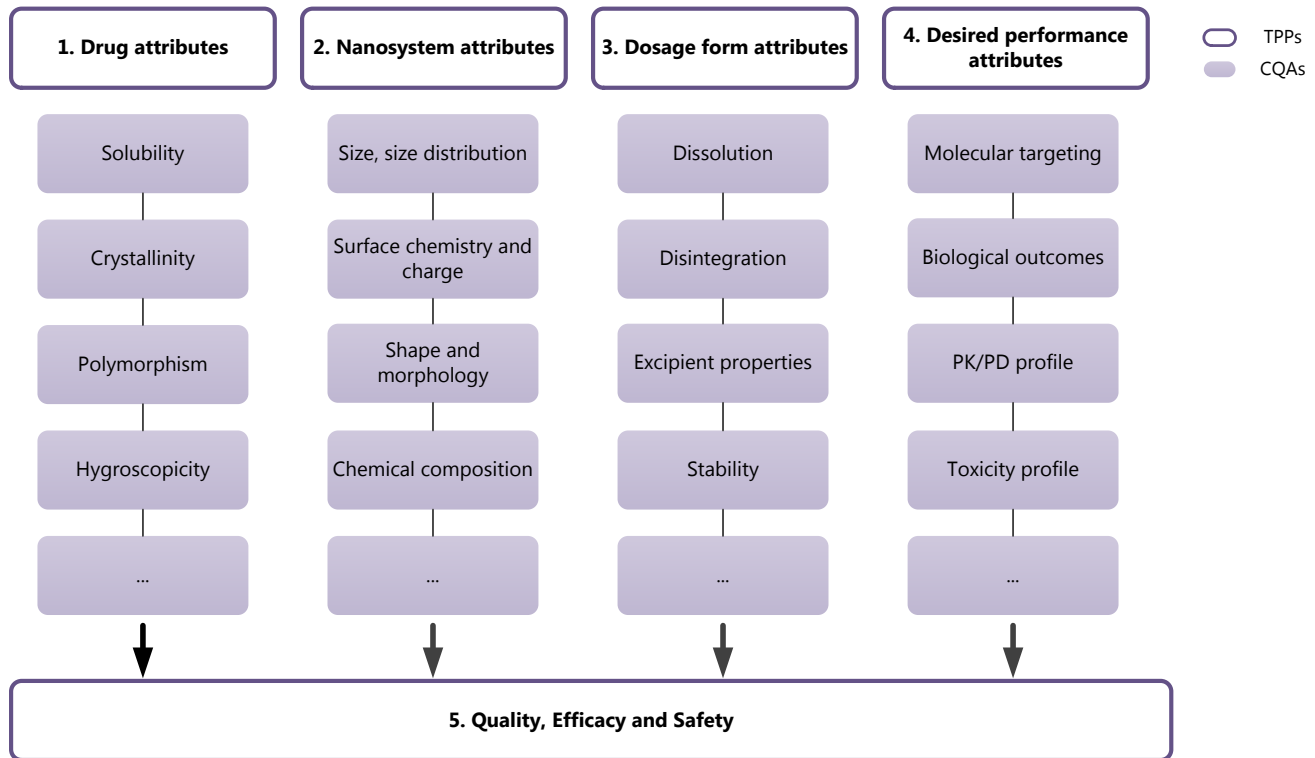 1. Drug attributes
Solubility
Crystallinity
Polymorphism
Hygroscopicity
...
2. Nanosystem attributes
Size, size distribution
Surface chemistry and
charge
Shape and
morphology
Chemical composition
...
3. Dosage form attributes
Dissolution
Disintegration
Excipient properties
Stability
...
4. Desired performance
attributes
Molecular targeting
Biological outcomes
PK/PD profile
Toxicity profile
...
TPPs
CQAs
5. Quality, Efficacy and Safety